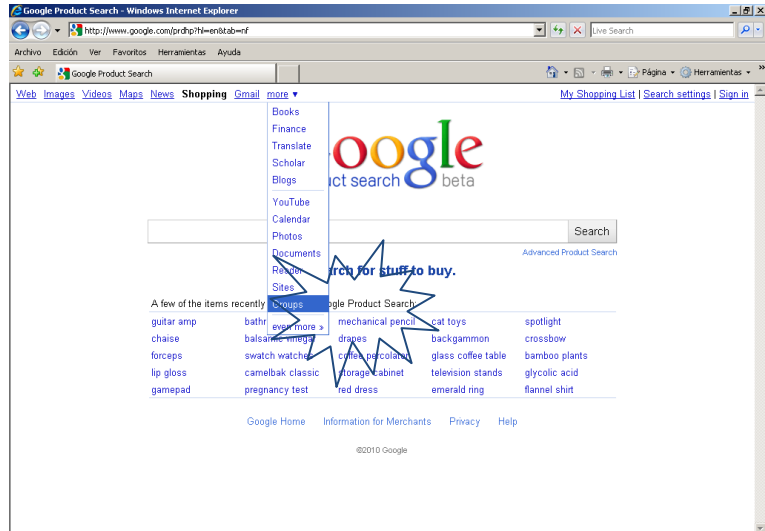 Google Product Search - Windows Internet Explorer
http://www.google.com/prdhp?hl=en&tab=nf
Live Search
Archivo Edición Ver Favoritos Herramientas Ayuda
Google Product Search
Página Herramientas
Web Images Videos Maps News Shopping Gmail more ▼
My Shopping List | Search settings | Sign in
Books
Finance
Translate
Scholar
Blogs
YouTube
Calendar
Photos
Documents
Reader
Sites
Groups
even more »
oogle
uct search beta
Search
Advanced Product Search
rch for stuff to buy.
A few of the items recently
gle Product Search:
guitar amp bathr mechanical pencil cat toys spotlight
chaise balsamic vinegar drapes backgammon crossbow
forceps swatch watches coffee percolator glass coffee table bamboo plants
lip gloss camelbak classic storage cabinet television stands glycolic acid
gamepad pregnancy test red dress emerald ring flannel shirt
Google Home Information for Merchants Privacy Help
©2010 Google